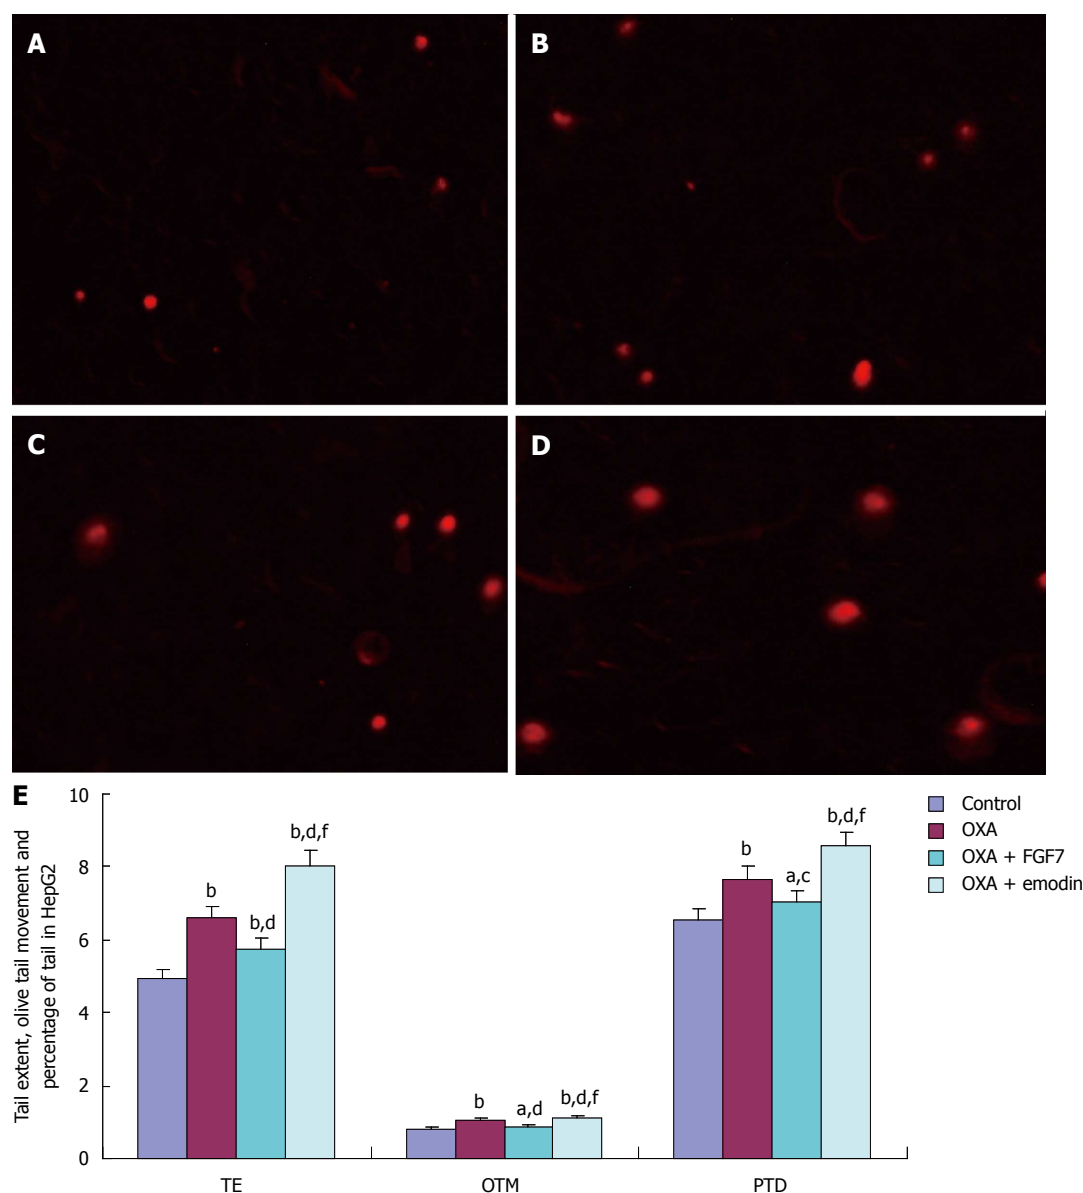 A
B
C
D
E
Tail extent, olive tail movement and
percentage of tail in HepG2
10
8
6
4
2
0
b
b,d
b,d,f
b
a,d
b,d,f
b
a,c
b,d,f
TE
OTM
PTD
Control
OXA
OXA + FGF7
OXA + emodin